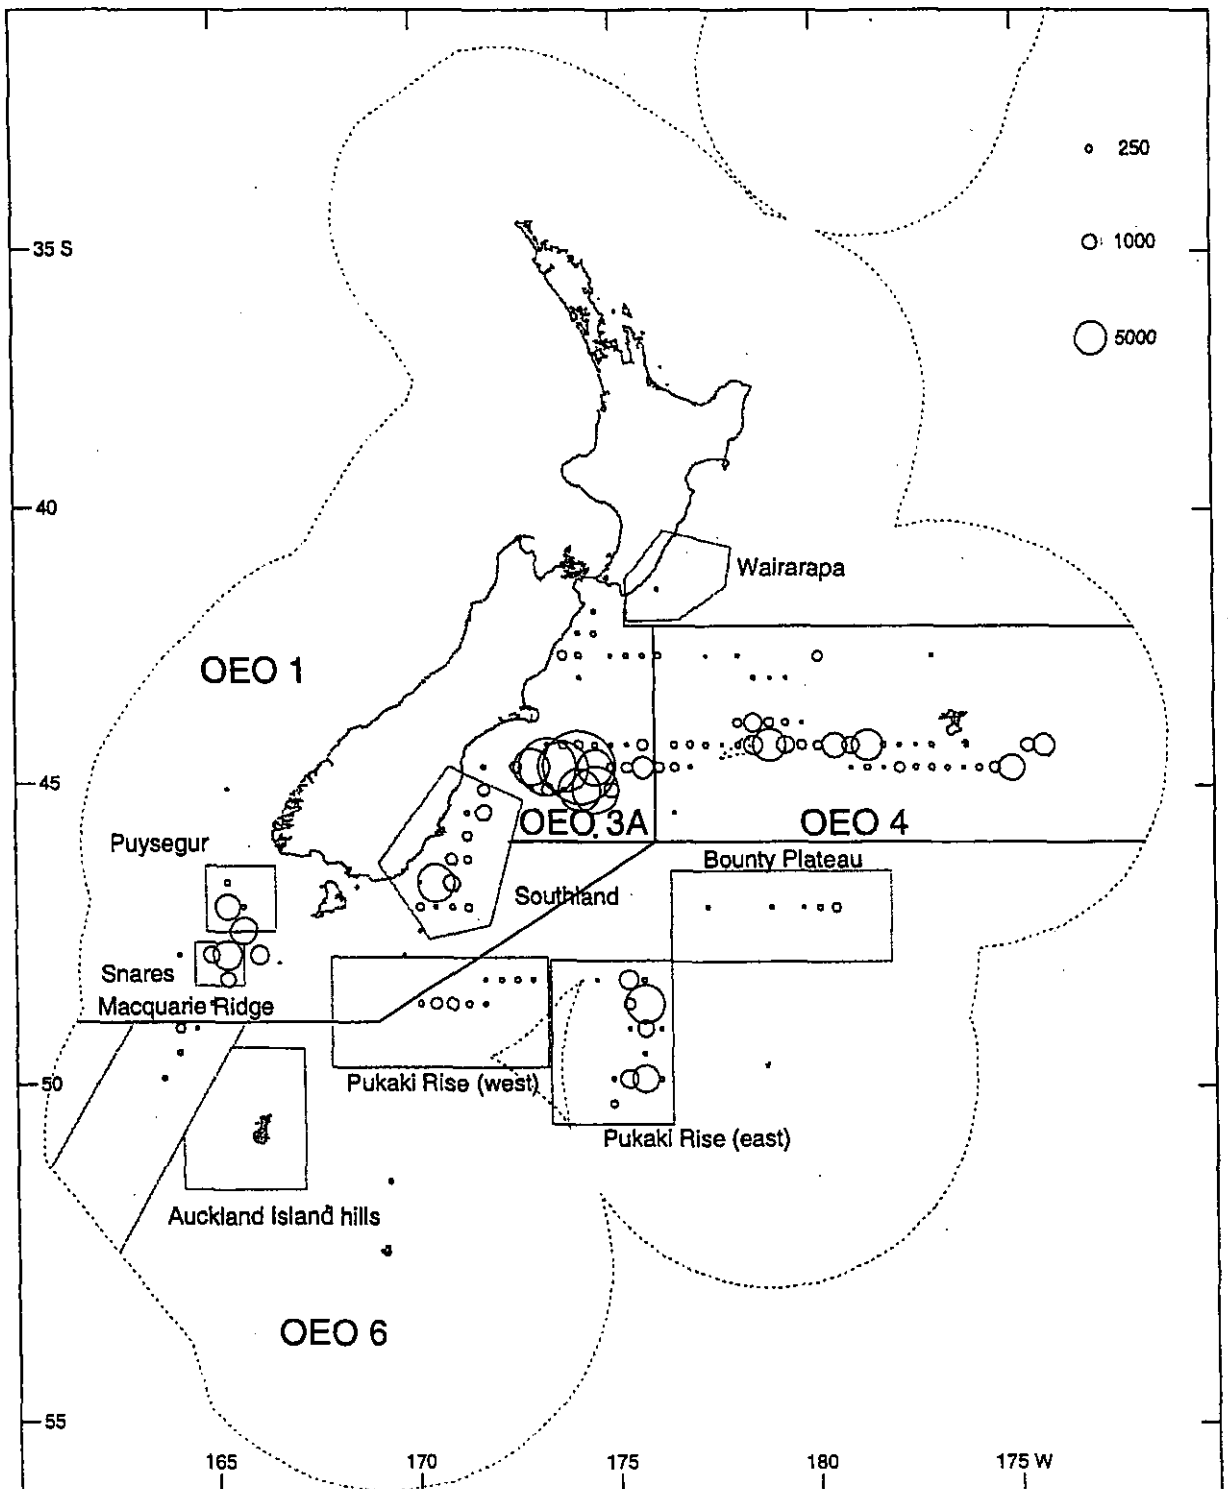 250
35 S
1000
5000
40
Wairarapa
OEO 1
45
OEO 3A
OEO 4
Puysegur
Bounty Plateau
Southland
Snares
Macquarie Ridge
50
Pukaki Rise (west)
Pukaki Rise (east)
Auckland Island hills
OEO 6
55
165
170
175
180
175 W